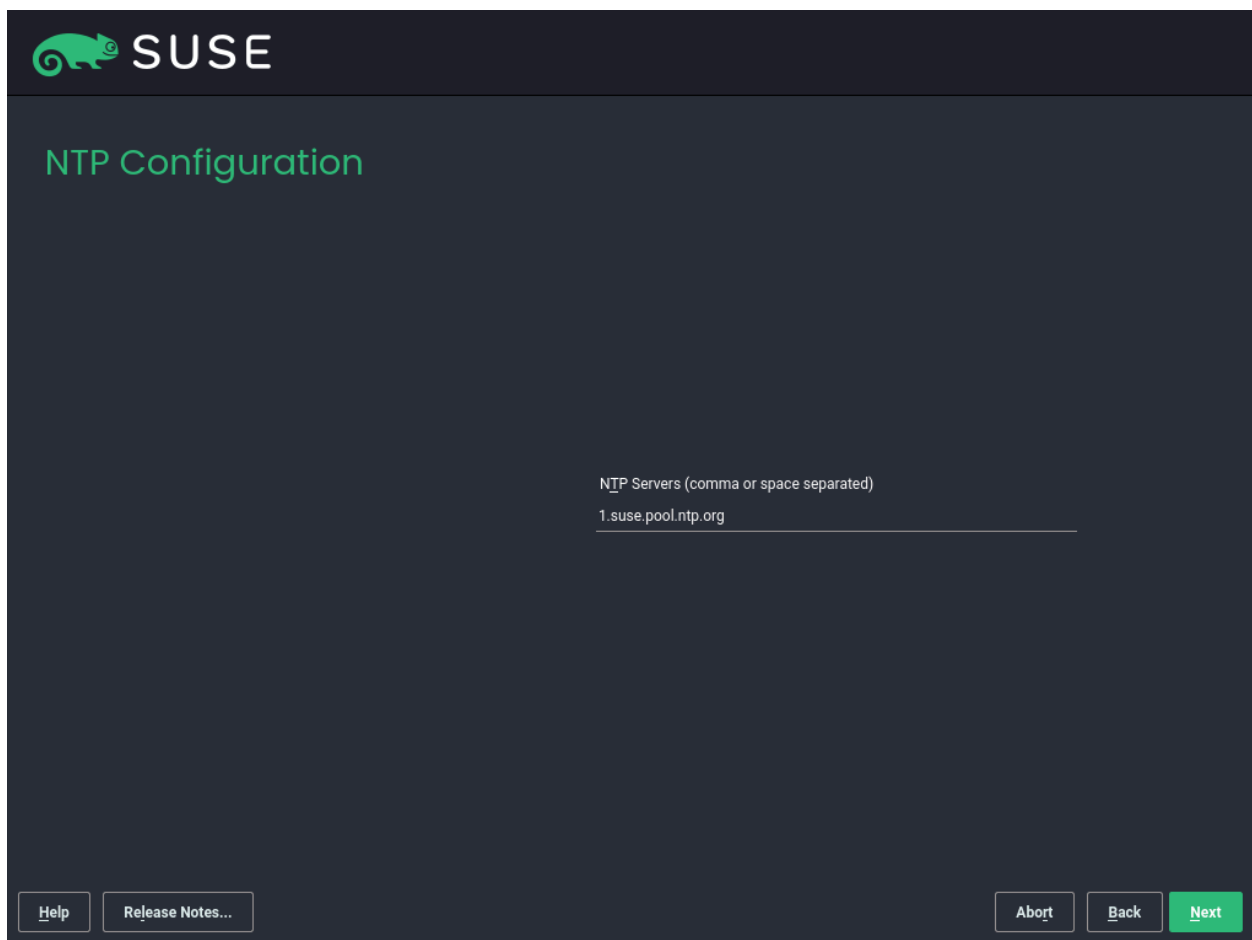 SUSE
NTP Configuration
NTP Servers (comma or space separated)
1.suse.pool.ntp.org
Help Release Notes... Abort Back Next